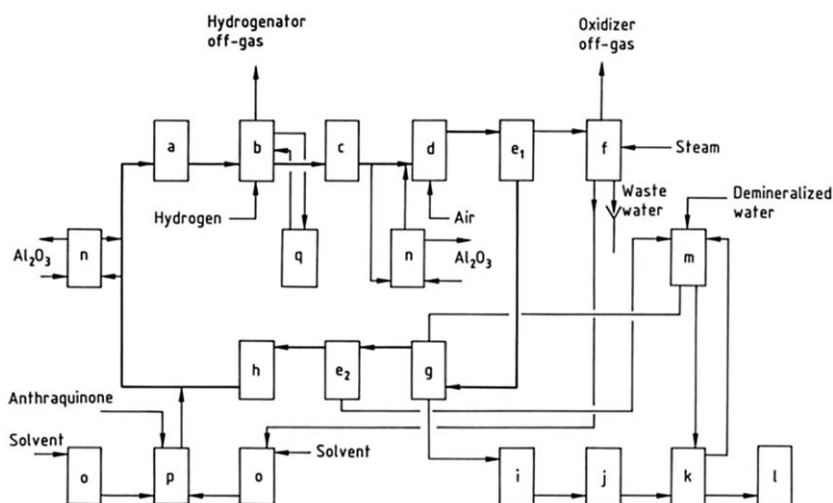 Hydrogenator
off-gas
Oxidizer
off-gas
a
b
c
d
e₁
f
Steam
Hydrogen
Air
Waste
water
Demineralized
water
Al₂O₃
n
q
n
Al₂O₃
m
h
e₂
g
Anthraquinone
Solvent
o
p
o
Solvent
i
j
k
l